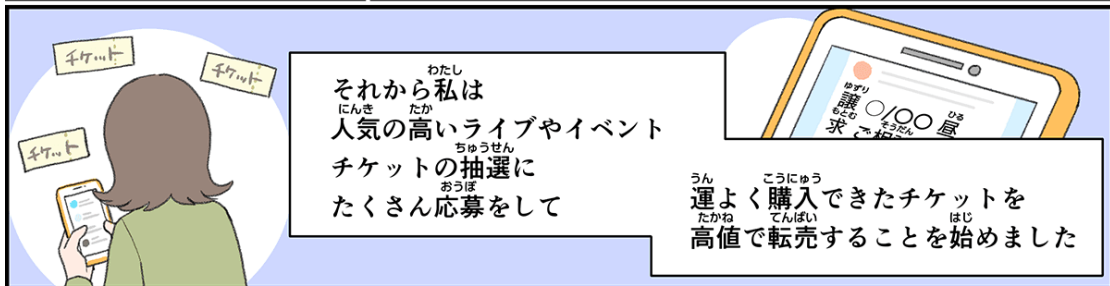 チケット
チケット
チケット
それから私は
人気の高いライブやイベント
チケットの抽選に
たくさん応募をして
譲 〇/〇〇 昼
求 ご相
運よく購入できたチケットを
高値で転売することを始めました